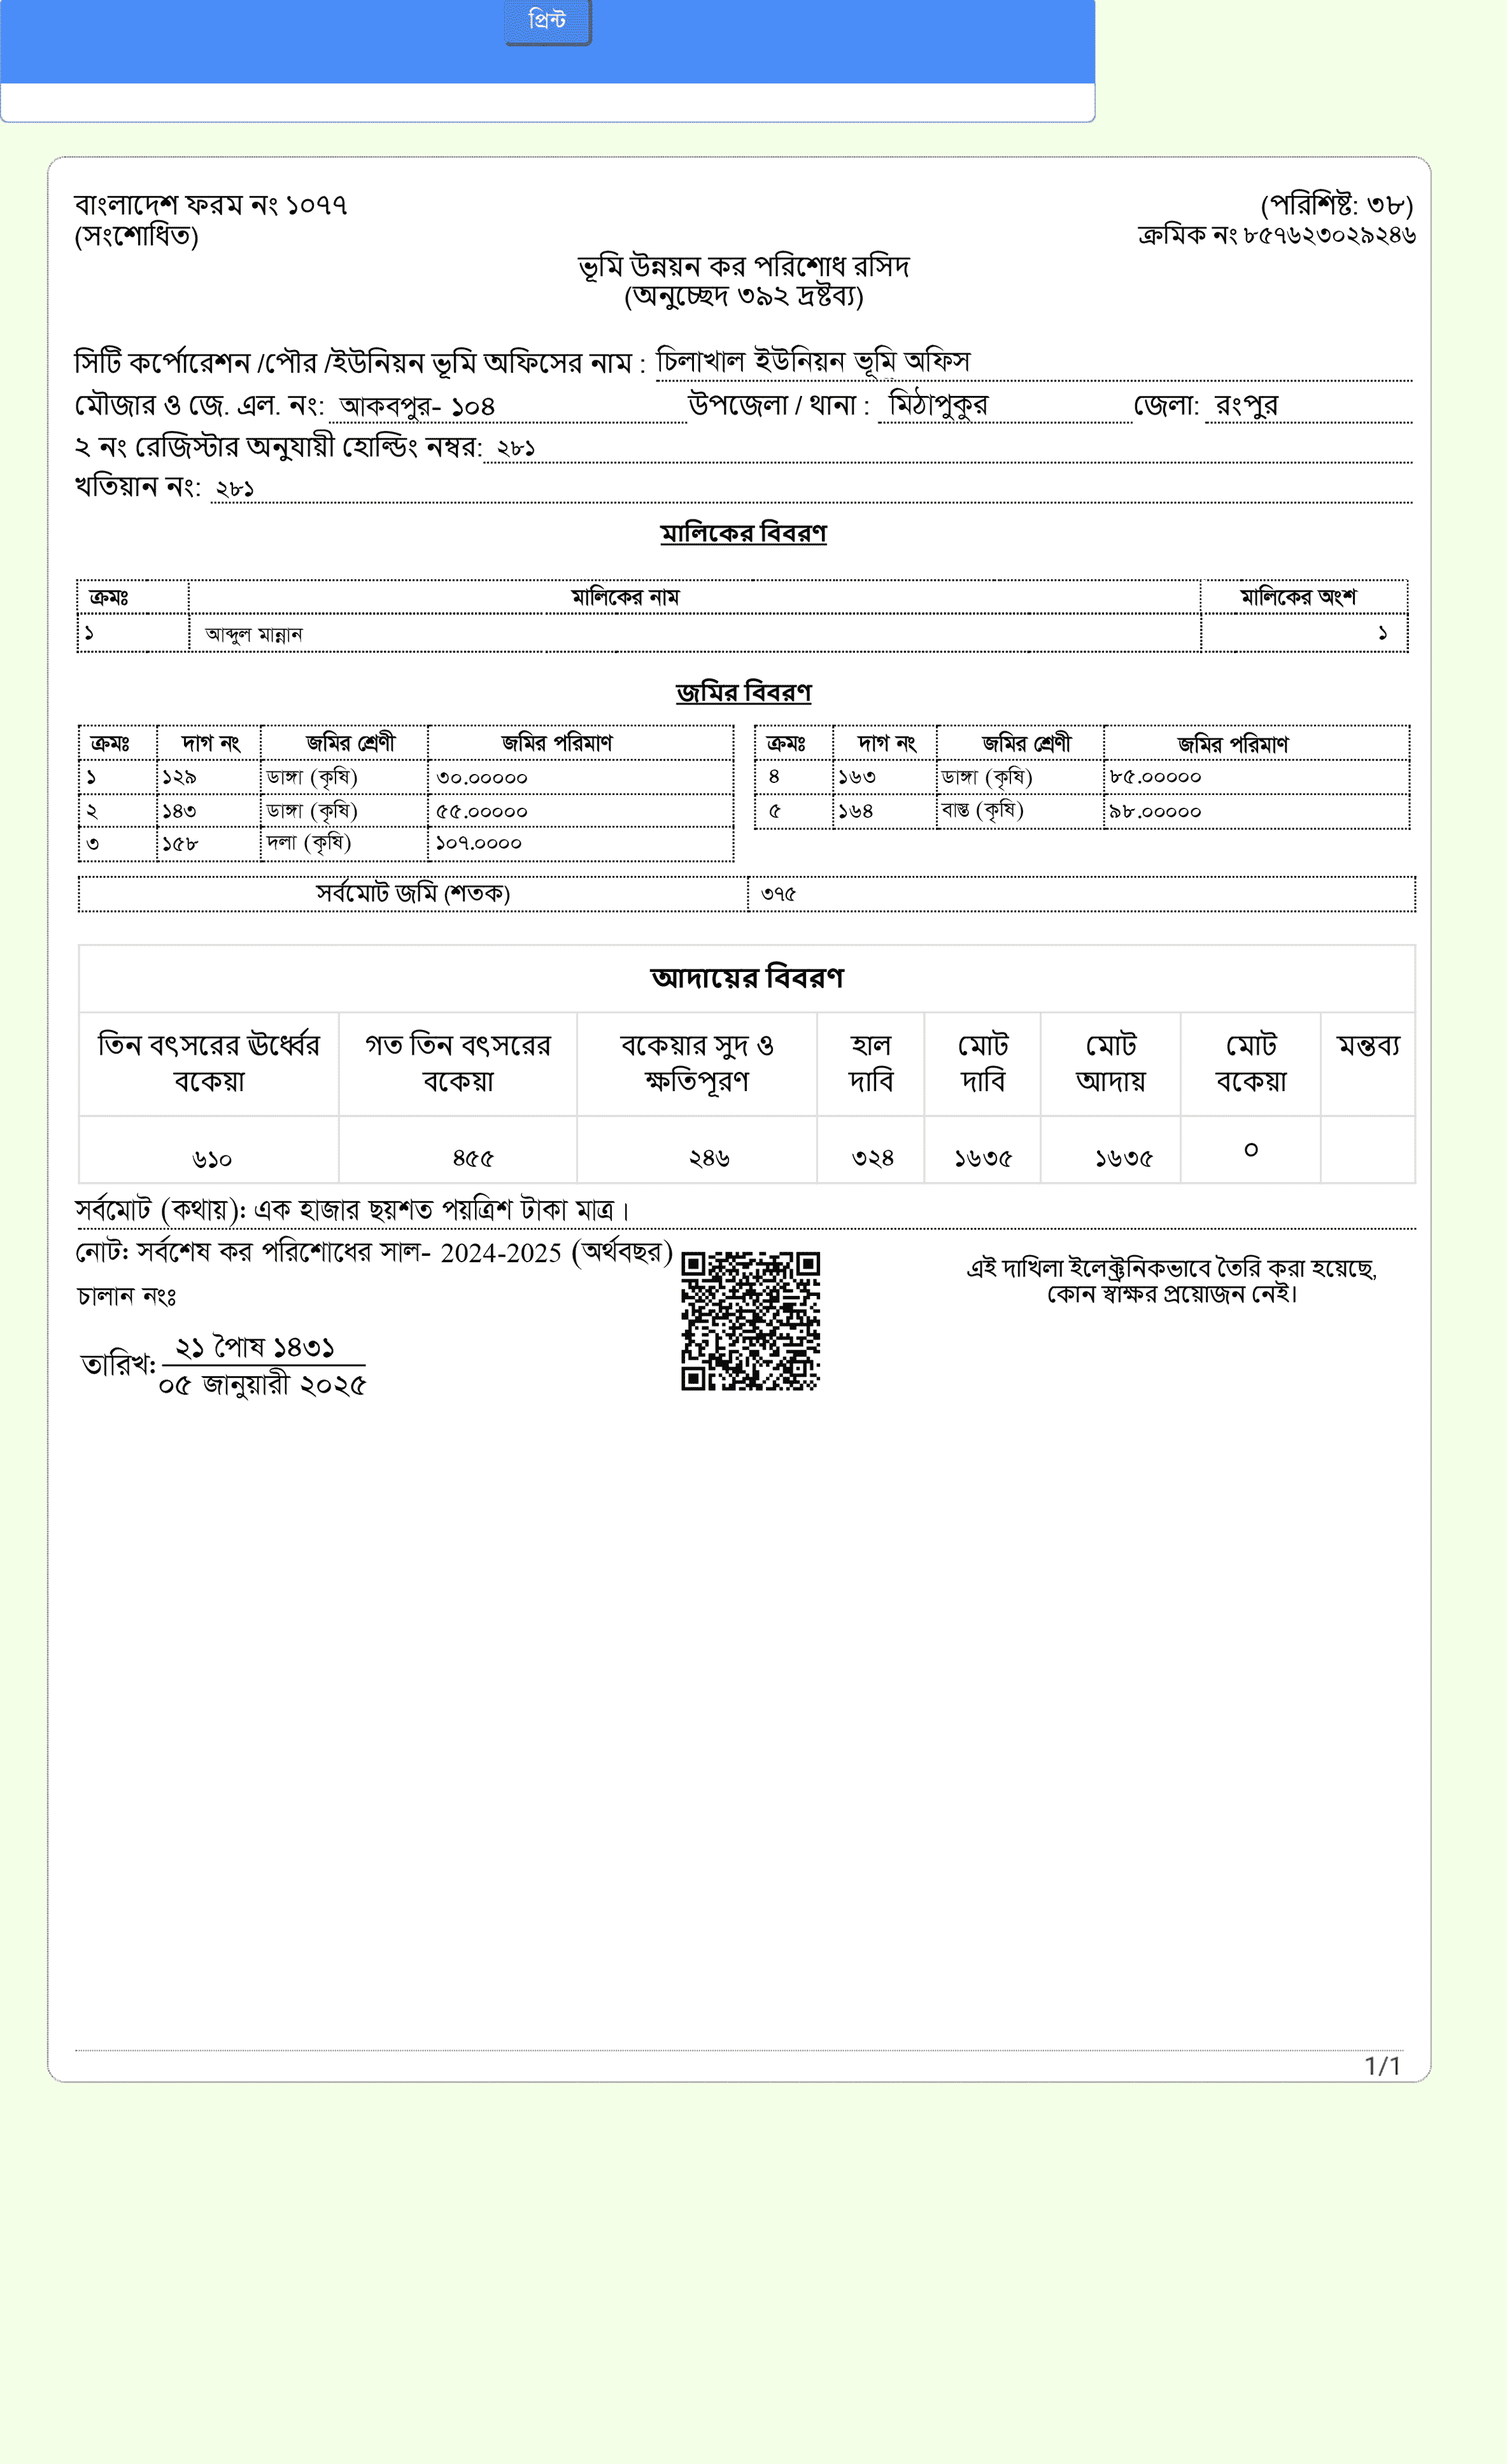 প্রিন্ট
বাংলাদেশ ফরম নং ১০৭৭
(সংশোধিত)
(পরিশিষ্ট: ৩৮)
ক্রমিক নং ৮৫৭৬২৩০২৯২৪৬
ভূমি উন্নয়ন কর পরিশোধ রসিদ
(অনুচ্ছেদ ৩৯২ দ্রষ্টব্য)
সিটি কর্পোরেশন /পৌর /ইউনিয়ন ভূমি অফিসের নাম : চিলাখাল ইউনিয়ন ভূমি অফিস
মৌজার ও জে. এল. নং: আকবপুর- ১০৪ উপজেলা / থানা : মিঠাপুকুর জেলা: রংপুর
২ নং রেজিস্টার অনুযায়ী হোল্ডিং নম্বর: ২৮১
খতিয়ান নং: ২৮১
মালিকের বিবরণ
ক্রমঃ মালিকের নাম মালিকের অংশ
১ আব্দুল মান্নান ১
জমির বিবরণ
ক্রমঃ দাগ নং জমির শ্রেণী জমির পরিমাণ
১ ১২৯ ডাঙ্গা (কৃষি) ৩০.০০০০০
২ ১৪৩ ডাঙ্গা (কৃষি) ৫৫.০০০০০
৩ ১৫৮ দলা (কৃষি) ১০৭.০০০০
ক্রমঃ দাগ নং জমির শ্রেণী জমির পরিমাণ
৪ ১৬৩ ডাঙ্গা (কৃষি) ৮৫.০০০০০
৫ ১৬৪ বাস্তু (কৃষি) ৯৮.০০০০০
সর্বমোট জমি (শতক) ৩৭৫
আদায়ের বিবরণ
তিন বৎসরের ঊর্ধ্বের গত তিন বৎসরের বকেয়ার সুদ ও হাল মোট মোট মোট মন্তব্য
বকেয়া বকেয়া ক্ষতিপূরণ দাবি দাবি আদায় বকেয়া
৬১০ ৪৫৫ ২৪৬ ৩২৪ ১৬৩৫ ১৬৩৫ ০
সর্বমোট (কথায়): এক হাজার ছয়শত পয়ত্রিশ টাকা মাত্র।
নোট: সর্বশেষ কর পরিশোধের সাল- 2024-2025 (অর্থবছর)
চালান নংঃ
তারিখ: ২১ পৌষ ১৪৩১
০৫ জানুয়ারী ২০২৫
এই দাখিলা ইলেক্ট্রনিকভাবে তৈরি করা হয়েছে,
কোন স্বাক্ষর প্রয়োজন নেই।
1/1